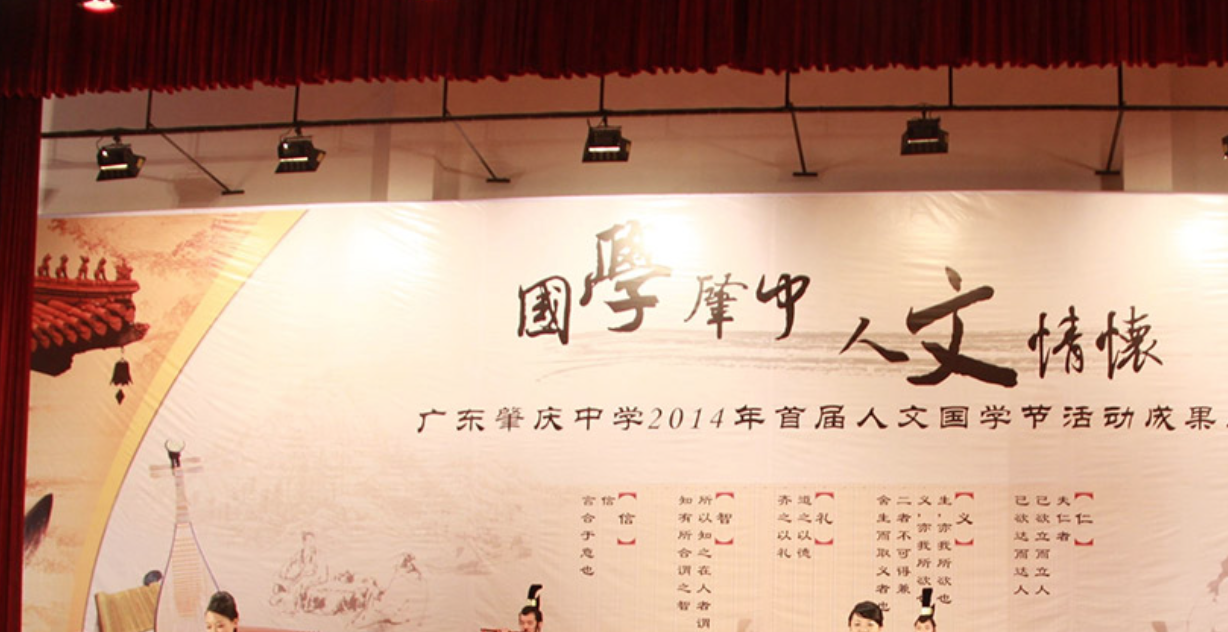 國學肇中
人文情懷
广东肇庆中学2014年首届人文国学节活动成果
【仁】
夫仁者
己欲立而立人
己欲达而达人
【义】
生，亦我所欲也
义，亦我所欲也
二者不可得兼
舍生而取义者也
【礼】
道之以德
齐之以礼
【智】
所以知之在人者谓
知有所合谓之智
【信】
信
言合于意也